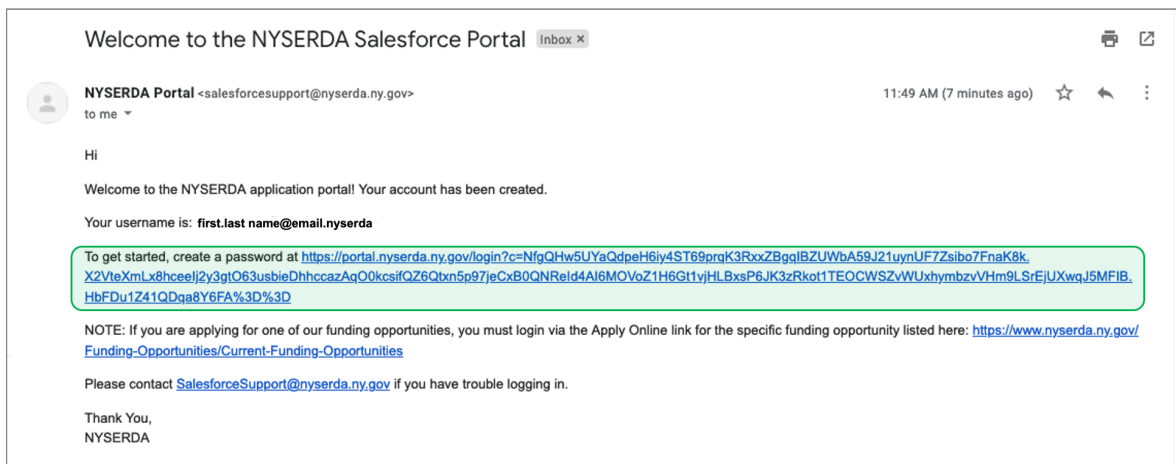 Welcome to the NYSERDA Salesforce Portal Inbox ×
NYSERDA Portal <salesforcesupport@nyserda.ny.gov> 11:49 AM (7 minutes ago)
to me
Hi
Welcome to the NYSERDA application portal! Your account has been created.
Your username is: first.last name@email.nyserda
To get started, create a password at https://portal.nyserda.ny.gov/login?c=NfgQHw5UYaQdpeH6iy4ST69prqK3RxxZBgqIBZUWbA59J21uynUF7Zsibo7FnaK8k.
X2VteXmLx8hceeIj2y3gtO63usbieDhhccazAqO0kcsifQZ6Qtxn5p97jeCxB0QNReId4AI6MOVoZ1H6Gt1vjHLBxsP6JK3zRkot1TEOCWSZvWUxhymbzvVHm9LSrEjUXwqJ5MFIB.
HbFDu1Z41QDqa8Y6FA%3D%3D
NOTE: If you are applying for one of our funding opportunities, you must login via the Apply Online link for the specific funding opportunity listed here: https://www.nyserda.ny.gov/
Funding-Opportunities/Current-Funding-Opportunities
Please contact SalesforceSupport@nyserda.ny.gov if you have trouble logging in.
Thank You,
NYSERDA